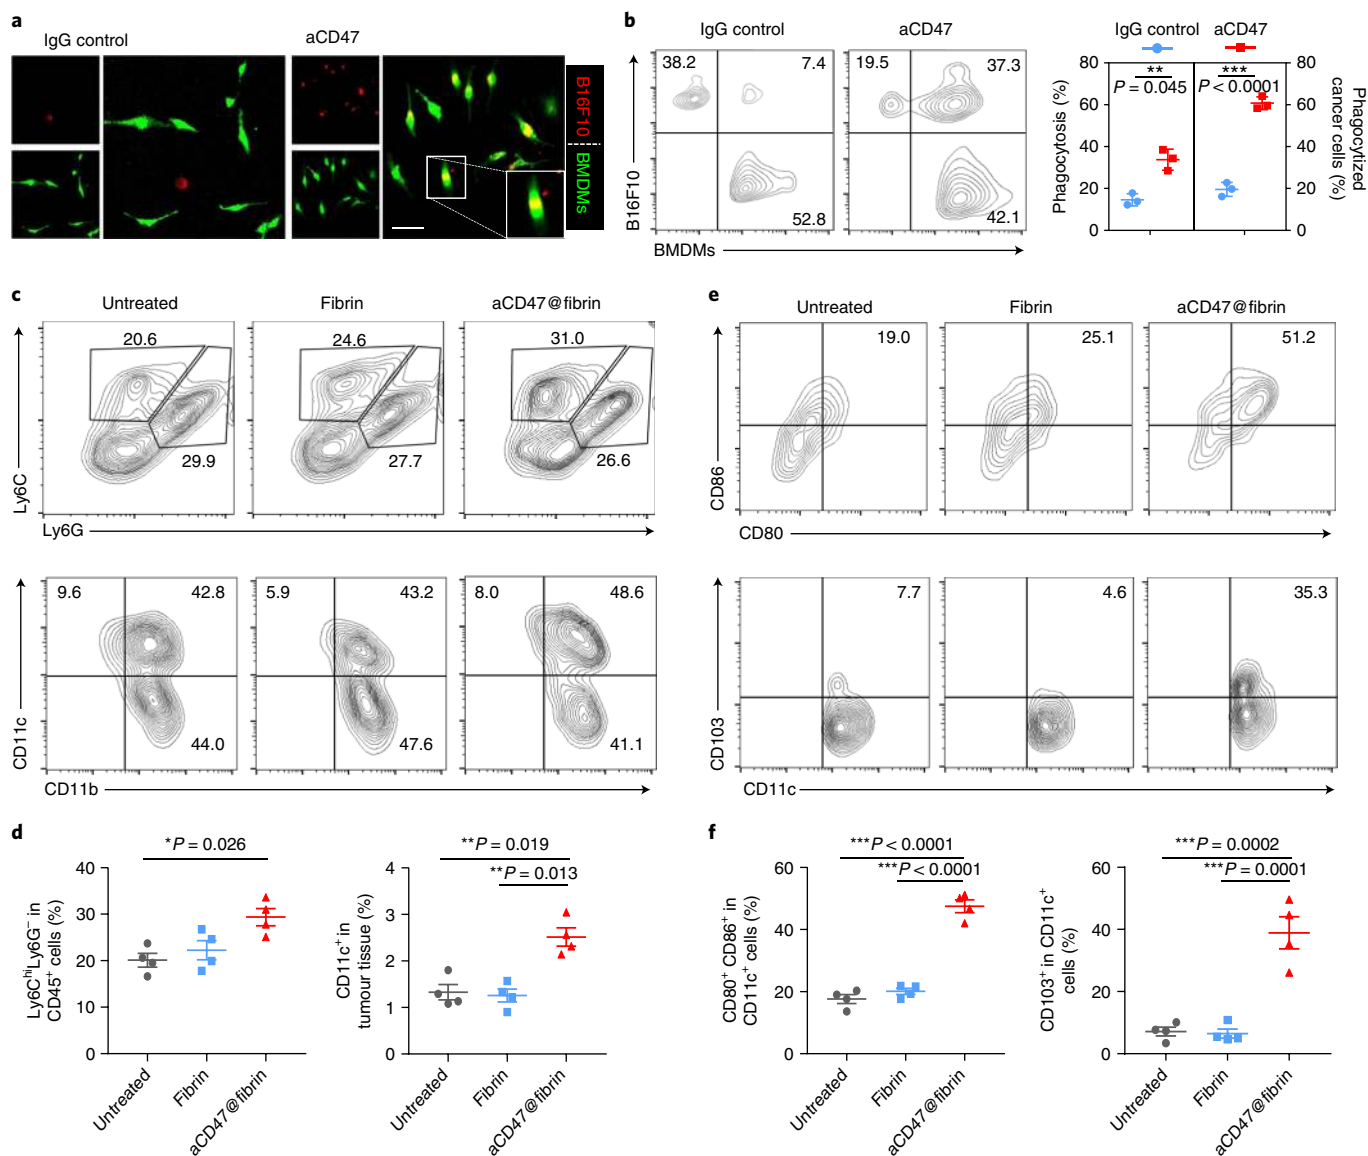 a
IgG control
aCD47
B16F10
BMDMs
b
IgG control
aCD47
38.2
7.4
52.8
19.5
37.3
42.1
B16F10
BMDMs
IgG control
aCD47
**
P = 0.045
***
P < 0.0001
80
60
40
20
0
80
60
40
20
0
Phagocytosis (%)
Phagocytized
cancer cells (%)
c
Untreated
Fibrin
aCD47@fibrin
20.6
29.9
24.6
27.7
31.0
26.6
Ly6C
Ly6G
9.6
42.8
44.0
5.9
43.2
47.6
8.0
48.6
41.1
CD11c
CD11b
e
Untreated
Fibrin
aCD47@fibrin
19.0
25.1
51.2
CD86
CD80
7.7
4.6
35.3
CD103
CD11c
d
*P = 0.026
40
30
20
10
0
Ly6C^hiLy6G^− in
CD45⁺ cells (%)
Untreated
Fibrin
aCD47@fibrin
**P = 0.019
**P = 0.013
4
3
2
1
0
CD11c⁺ in
tumour tissue (%)
Untreated
Fibrin
aCD47@fibrin
f
***P < 0.0001
***P < 0.0001
60
40
20
0
CD80⁺ CD86⁺ in
CD11c⁺ cells (%)
Untreated
Fibrin
aCD47@fibrin
***P = 0.0002
***P = 0.0001
60
40
20
0
CD103⁺ in CD11c⁺
cells (%)
Untreated
Fibrin
aCD47@fibrin